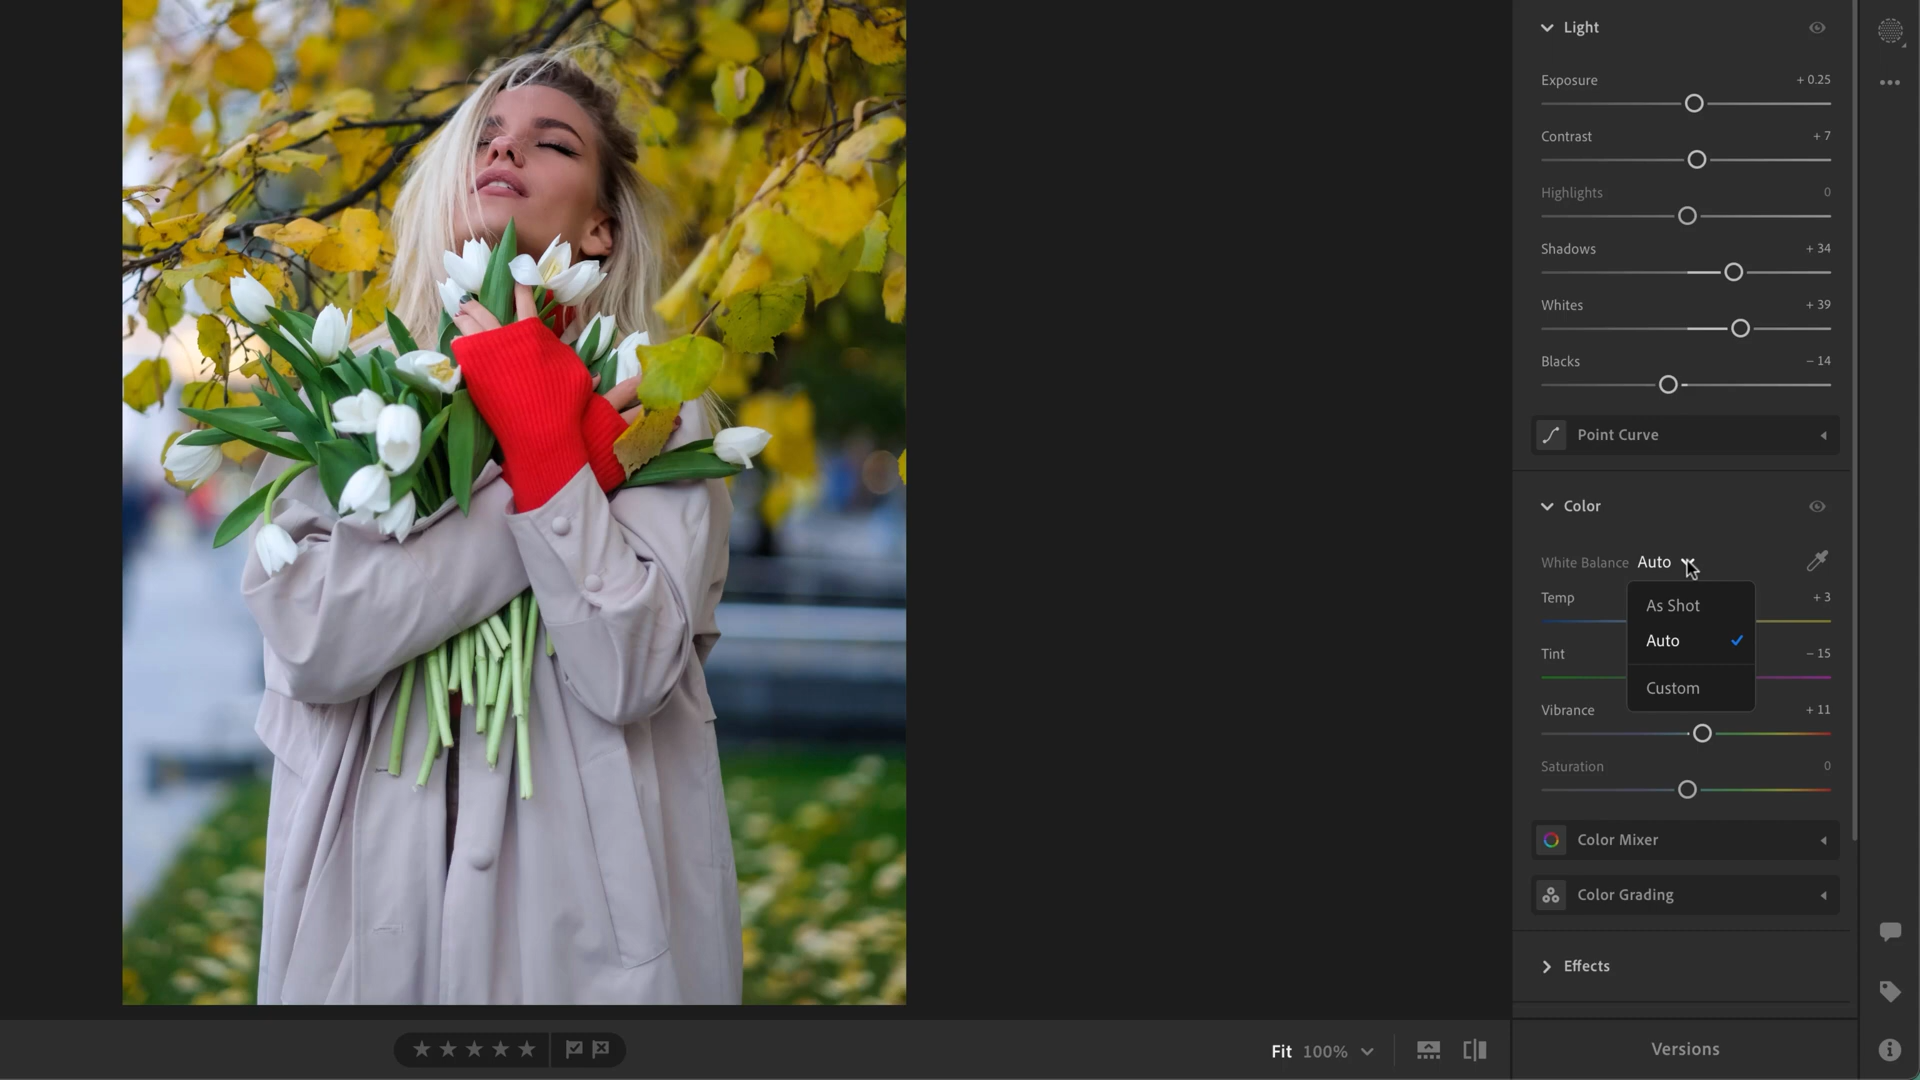 Light
Exposure + 0.25
Contrast + 7
Highlights 0
Shadows + 34
Whites + 39
Blacks – 14
Point Curve
Color
White Balance Auto
As Shot
Auto
Custom
Temp + 3
Tint – 15
Vibrance + 11
Saturation 0
Color Mixer
Color Grading
Effects
Fit 100%
Versions